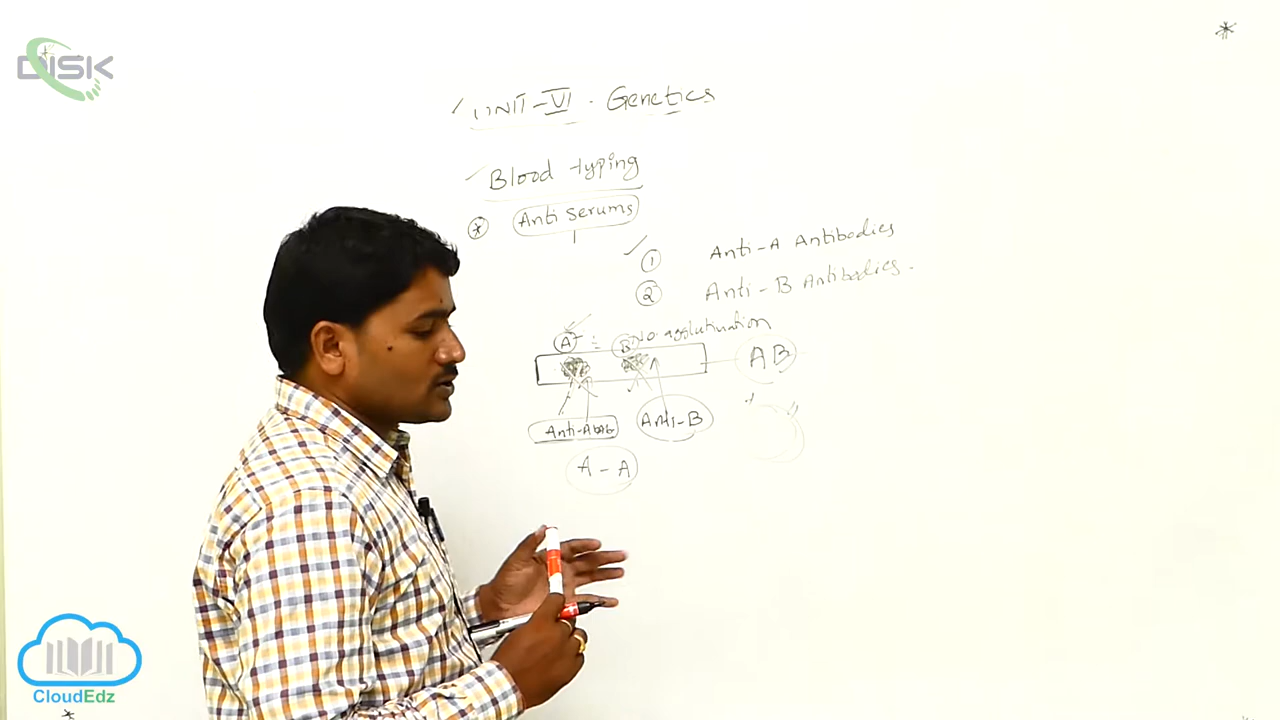 DISK
UNIT-VI. Genetics
Blood typing
* Anti serums
1 Anti-A Antibodies
2 Anti-B Antibodies.
A B No agglutination
AB
Anti- Anti-B
A-A
CloudEdz